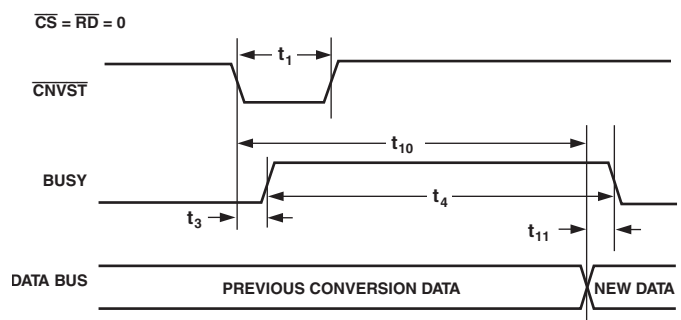 CS = RD = 0
t1
CNVST
t10
BUSY
t4
t3
t11
DATA BUS
PREVIOUS CONVERSION DATA
NEW DATA